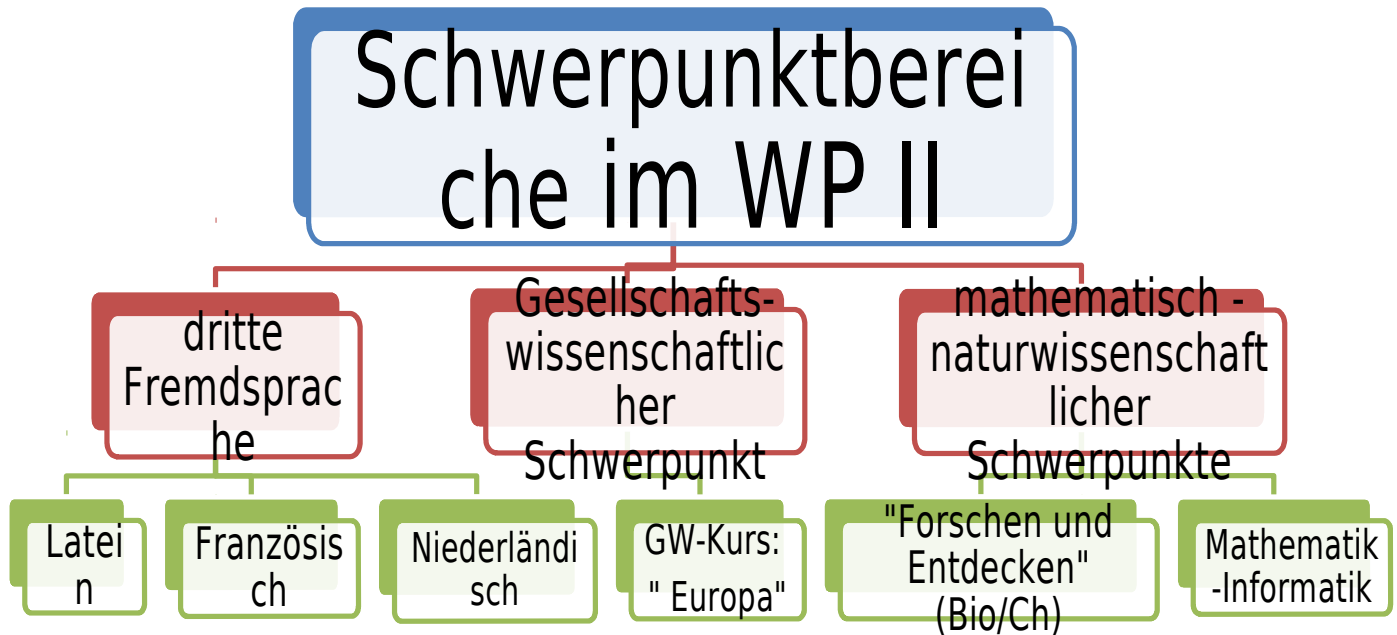 Schwerpunktberei
che im WP II
dritte
Fremdsprac
he
Gesellschafts-
wissenschaftlic
her
Schwerpunkt
mathematisch -
naturwissenschaft
licher
Schwerpunkte
Latei
n
Französis
ch
Niederländi
sch
GW-Kurs:
" Europa"
"Forschen und
Entdecken"
(Bio/Ch)
Mathematik
-Informatik